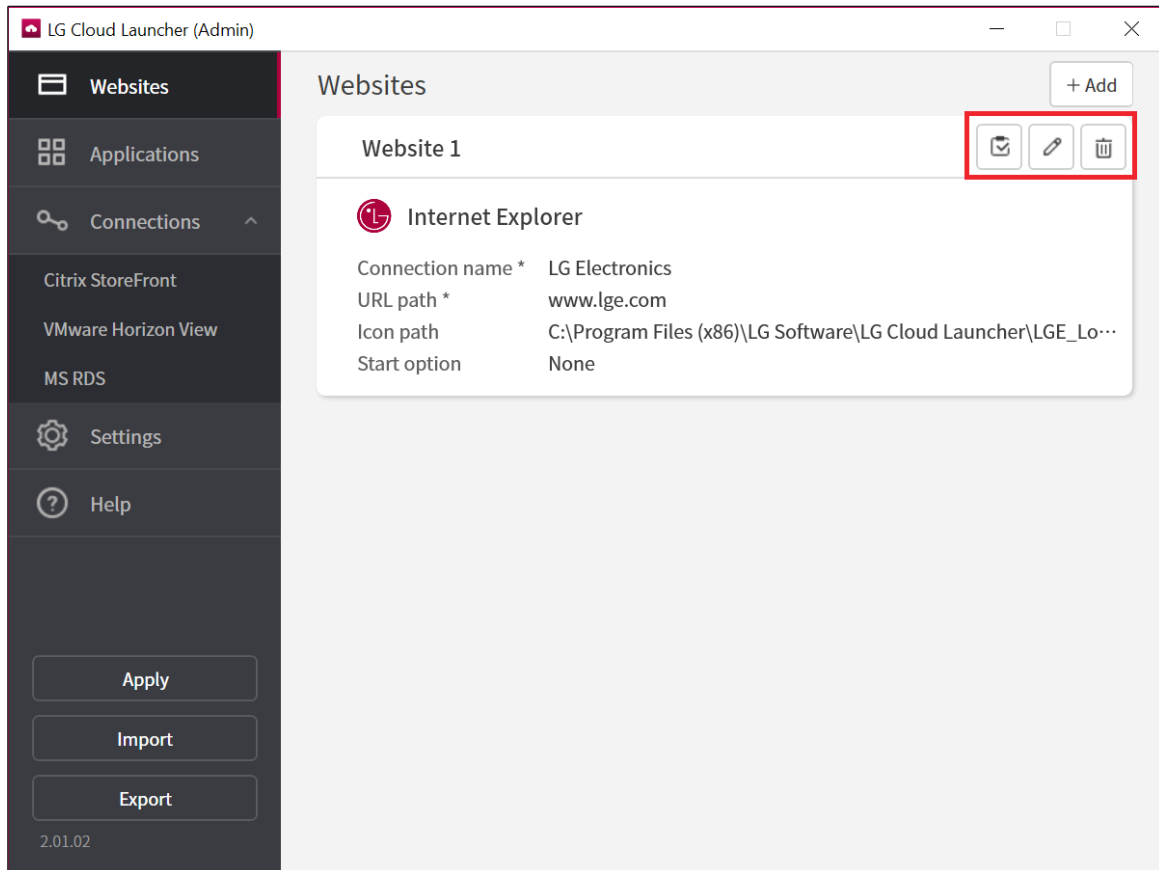 LG Cloud Launcher (Admin)
Websites
Applications
Connections
Citrix StoreFront
VMware Horizon View
MS RDS
Settings
Help
Apply
Import
Export
2.01.02
Websites
+ Add
Website 1
Internet Explorer
Connection name * LG Electronics
URL path * www.lge.com
Icon path C:\Program Files (x86)\LG Software\LG Cloud Launcher\LGE_Lo···
Start option None